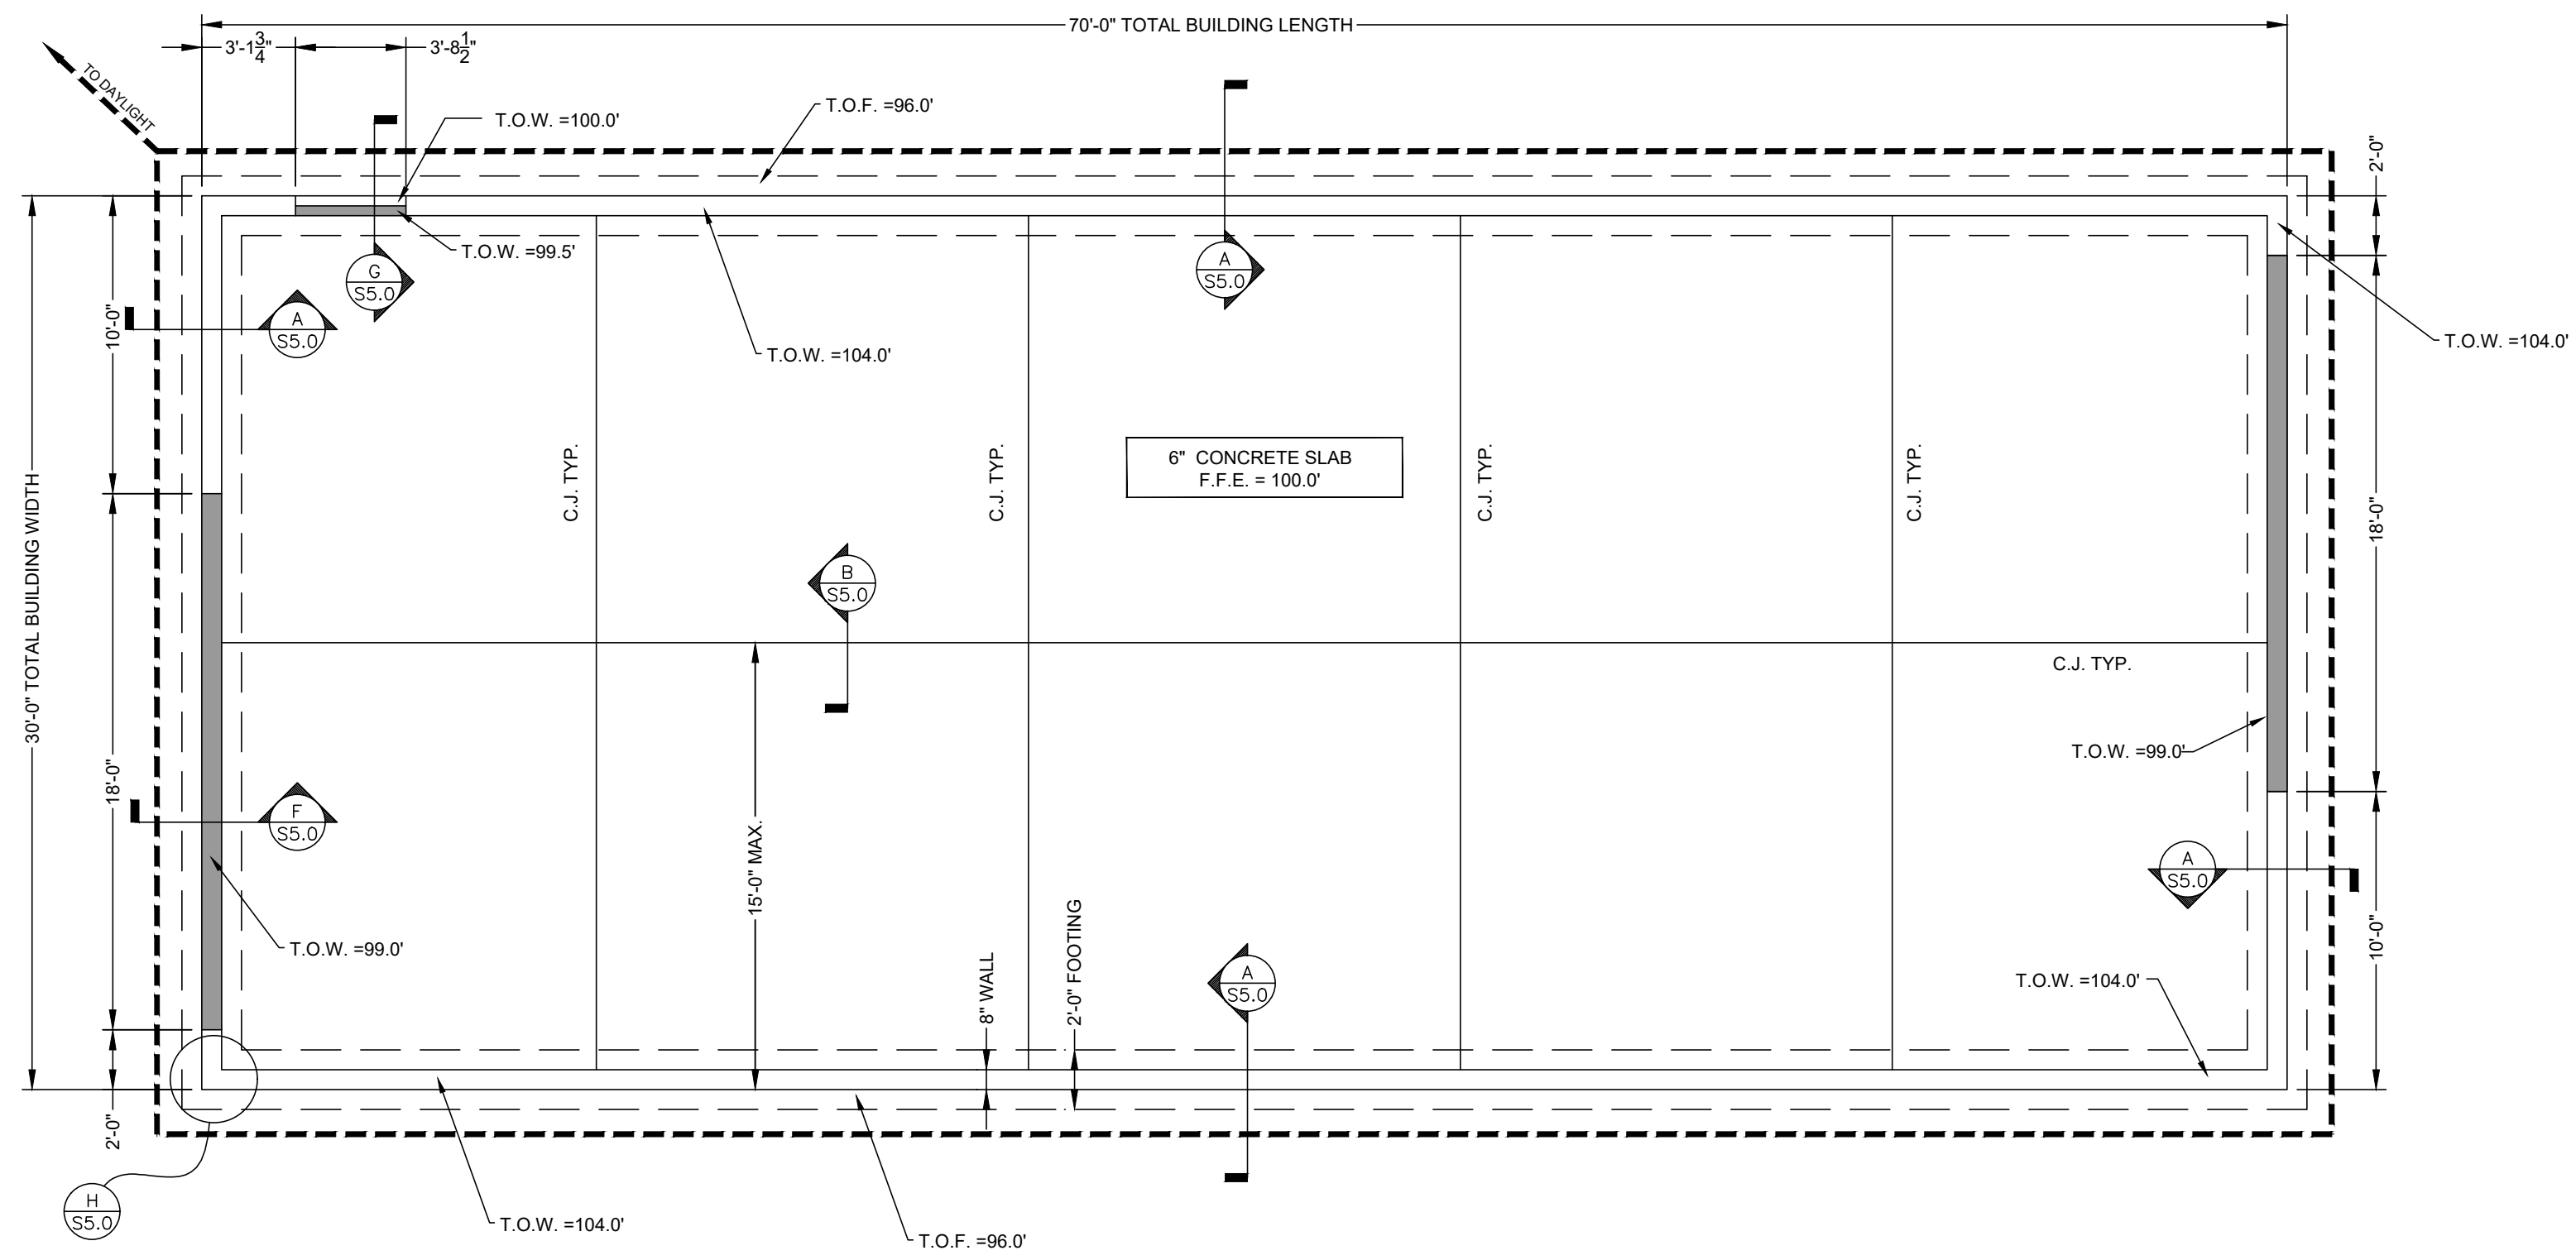 70'-0" TOTAL BUILDING LENGTH
3'-1 3/4"
3'-8 1/2"
TO DAYLIGHT
T.O.F. =96.0'
T.O.W. =100.0'
2'-0"
T.O.W. =99.5'
G
S5.0
A
S5.0
A
S5.0
10'-0"
T.O.W. =104.0'
T.O.W. =104.0'
30'-0" TOTAL BUILDING WIDTH
C.J. TYP.
C.J. TYP.
6" CONCRETE SLAB
F.F.E. = 100.0'
C.J. TYP.
C.J. TYP.
18'-0"
B
S5.0
C.J. TYP.
T.O.W. =99.0'
18'-0"
F
S5.0
15'-0" MAX.
A
S5.0
T.O.W. =99.0'
8" WALL
2'-0" FOOTING
A
S5.0
T.O.W. =104.0'
10'-0"
2'-0"
H
S5.0
T.O.W. =104.0'
T.O.F. =96.0'